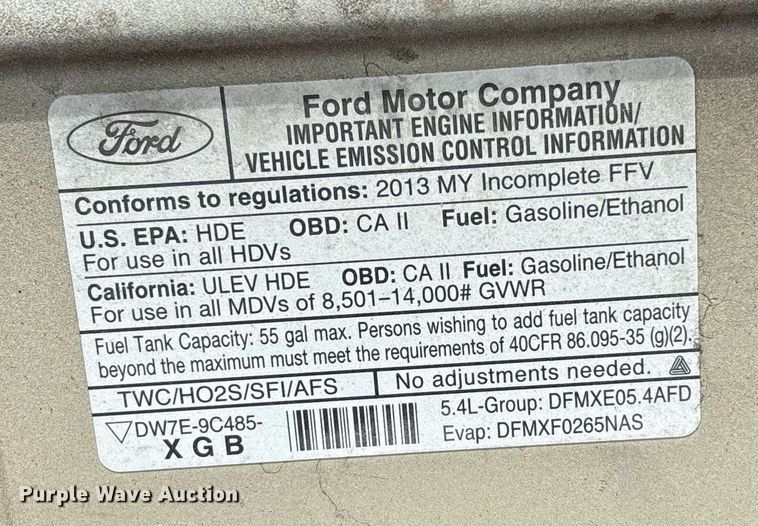 Ford
Ford Motor Company
IMPORTANT ENGINE INFORMATION/
VEHICLE EMISSION CONTROL INFORMATION
Conforms to regulations: 2013 MY Incomplete FFV
U.S. EPA: HDE OBD: CA II Fuel: Gasoline/Ethanol
For use in all HDVs
California: ULEV HDE OBD: CA II Fuel: Gasoline/Ethanol
For use in all MDVs of 8,501–14,000# GVWR
Fuel Tank Capacity: 55 gal max. Persons wishing to add fuel tank capacity
beyond the maximum must meet the requirements of 40CFR 86.095-35 (g)(2).
TWC/HO2S/SFI/AFS
No adjustments needed.
DW7E-9C485-
X G B
5.4L-Group: DFMXE05.4AFD
Evap: DFMXF0265NAS
Purple Wave Auction